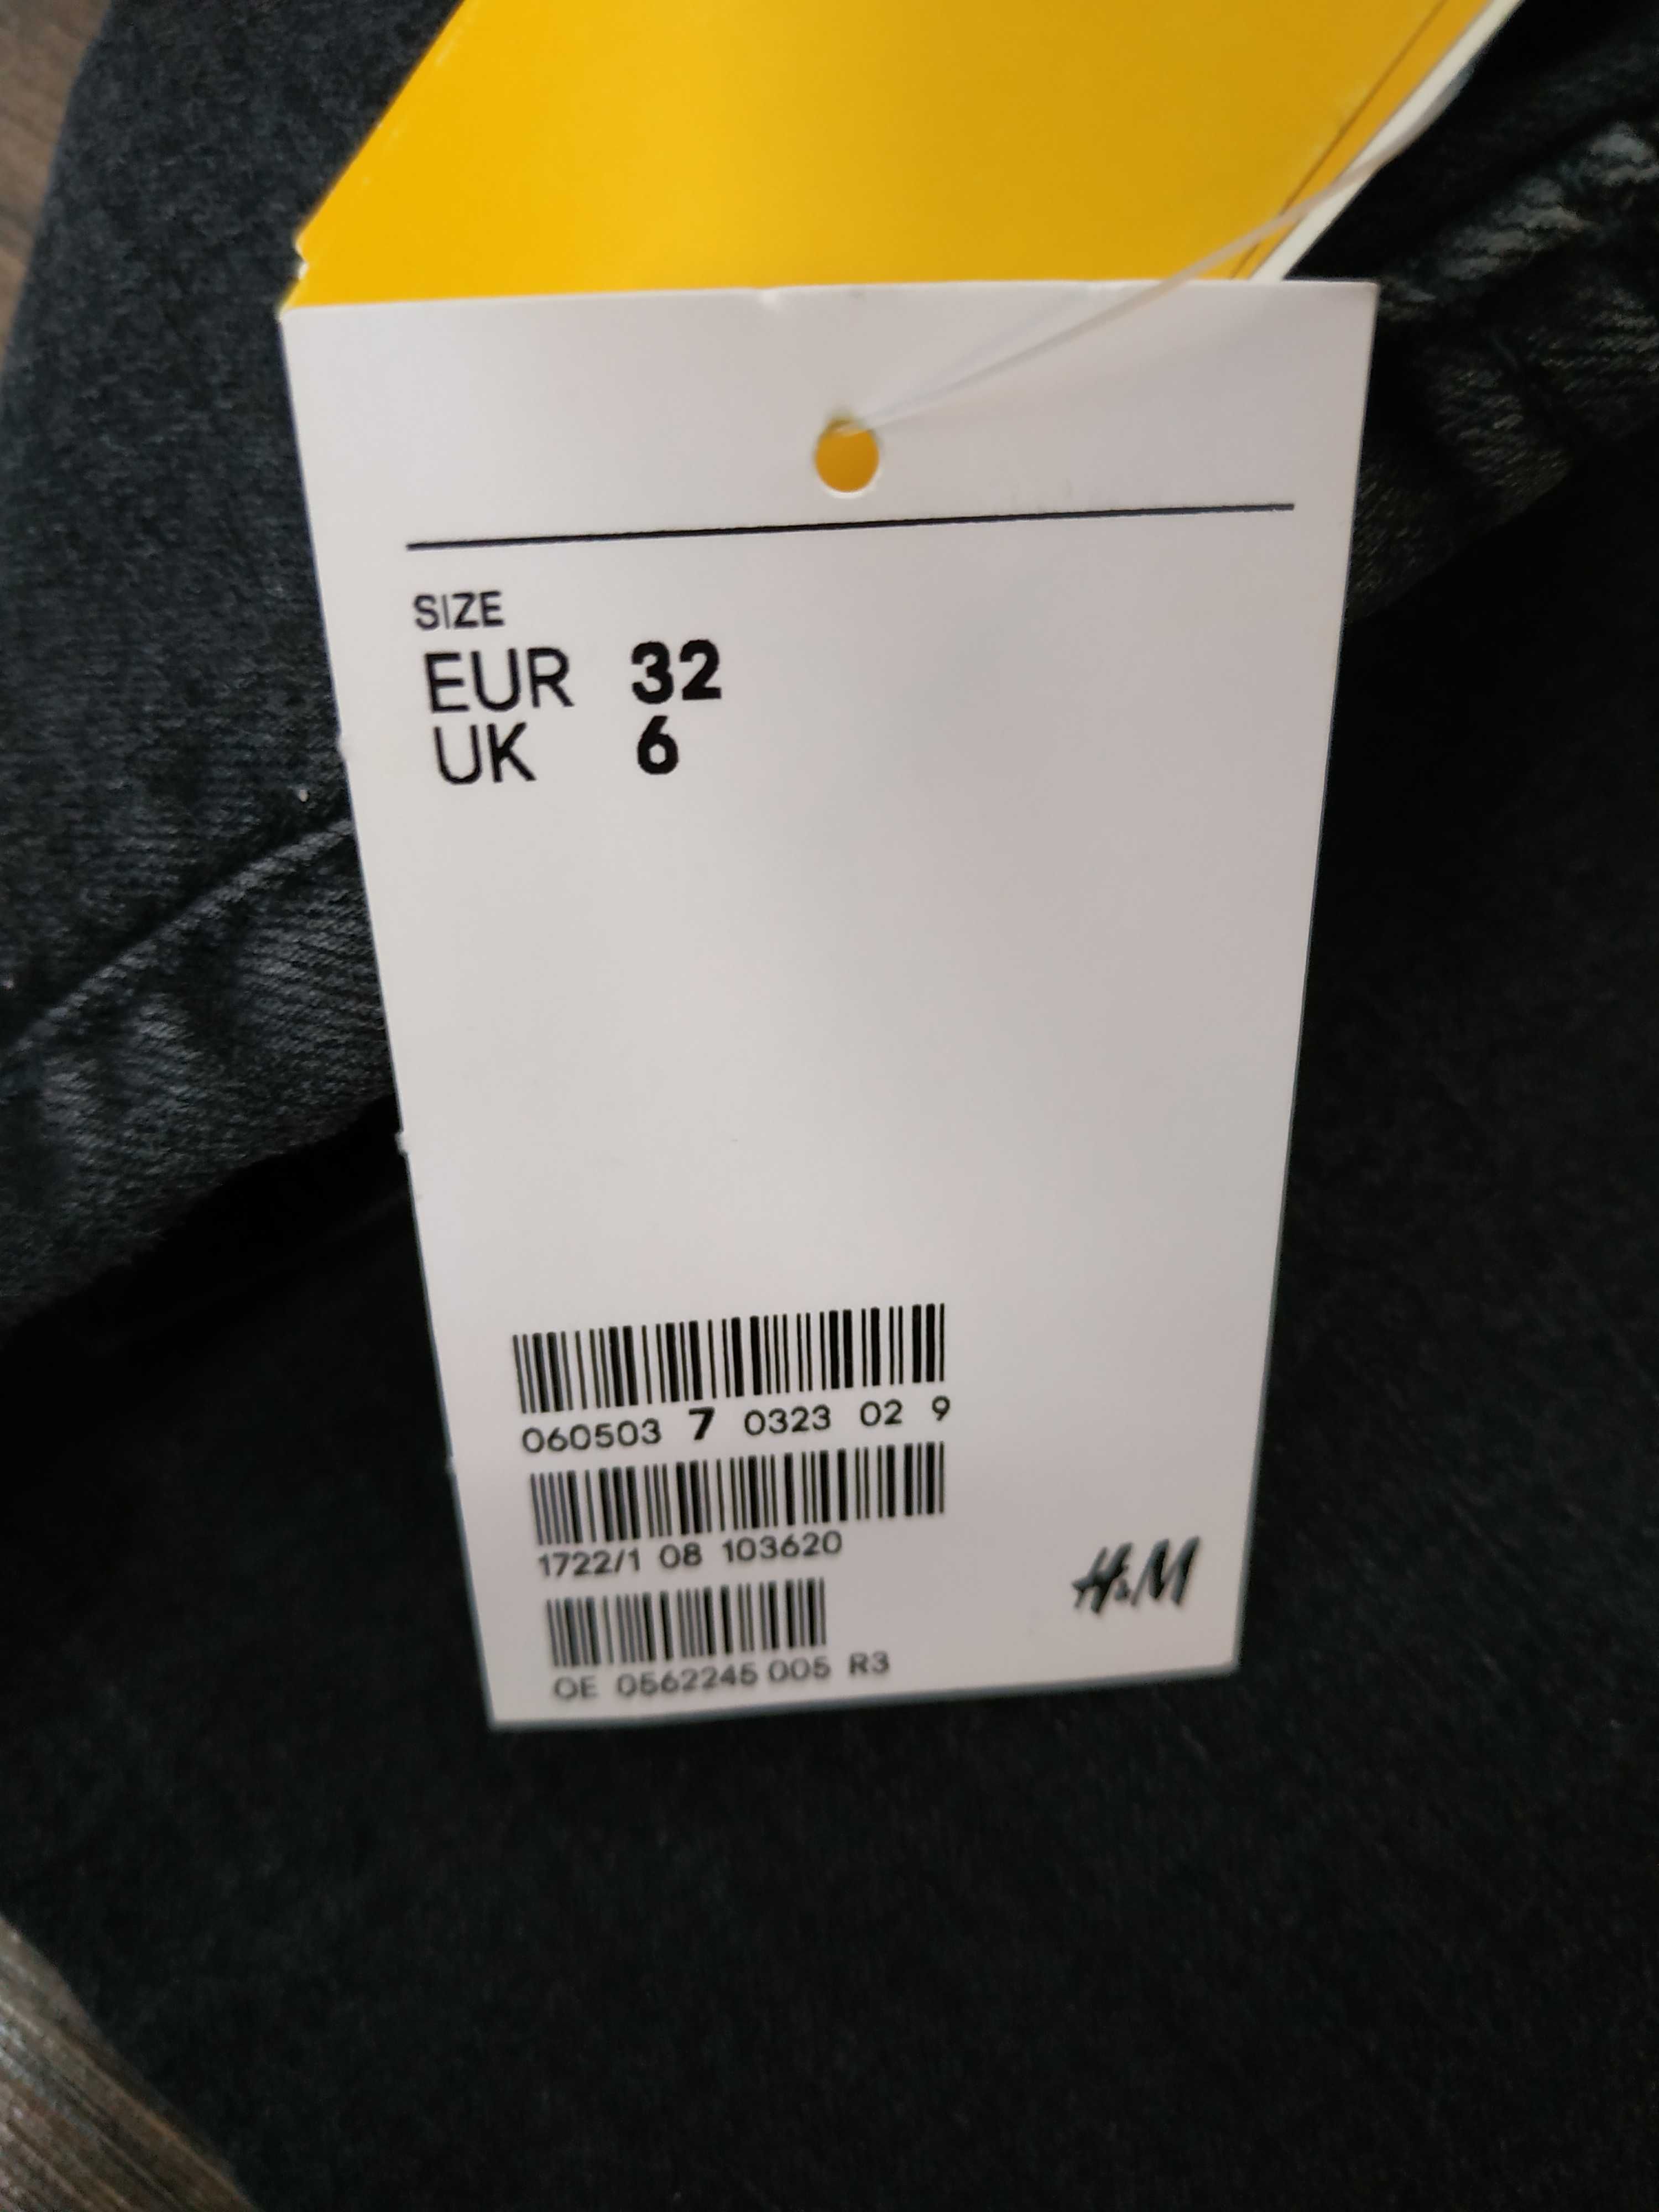 SIZE
EUR 32
UK 6
060503 7 0323 02 9
1722/1 08 103620
OE 0562245 005 R3
H&M